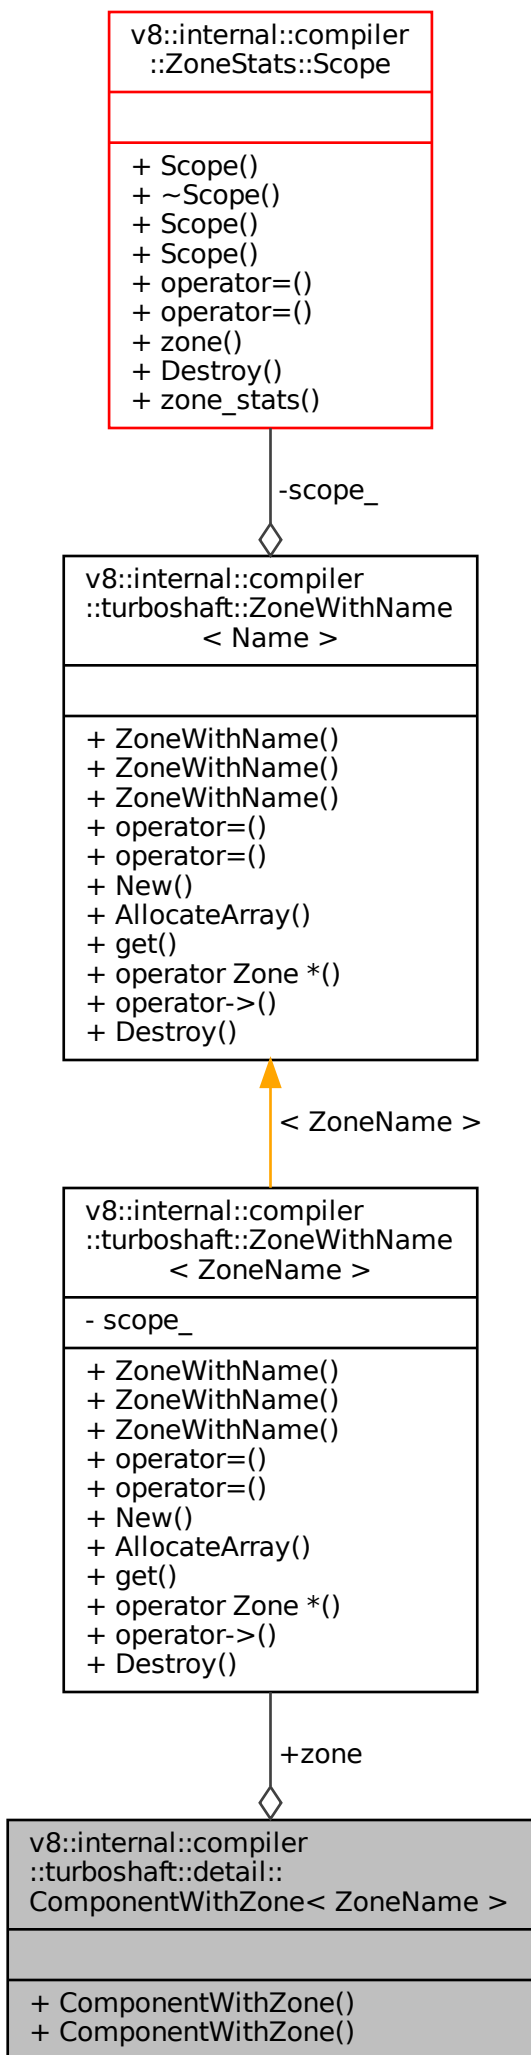 v8::internal::compiler
::ZoneStats::Scope
+ Scope()
+ ~Scope()
+ Scope()
+ Scope()
+ operator=()
+ operator=()
+ zone()
+ Destroy()
+ zone_stats()
-scope_
v8::internal::compiler
::turboshaft::ZoneWithName
< Name >
+ ZoneWithName()
+ ZoneWithName()
+ ZoneWithName()
+ operator=()
+ operator=()
+ New()
+ AllocateArray()
+ get()
+ operator Zone *()
+ operator->()
+ Destroy()
< ZoneName >
v8::internal::compiler
::turboshaft::ZoneWithName
< ZoneName >
- scope_
+ ZoneWithName()
+ ZoneWithName()
+ ZoneWithName()
+ operator=()
+ operator=()
+ New()
+ AllocateArray()
+ get()
+ operator Zone *()
+ operator->()
+ Destroy()
+zone
v8::internal::compiler
::turboshaft::detail::
ComponentWithZone< ZoneName >
+ ComponentWithZone()
+ ComponentWithZone()